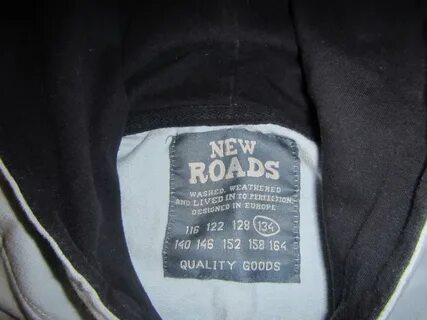 NEW
ROADS
WASHED, WEATHERED
AND LIVED IN TO PERFECTION
DESIGNED IN EUROPE
116 122 128 134
140 146 152 158 164
QUALITY GOODS